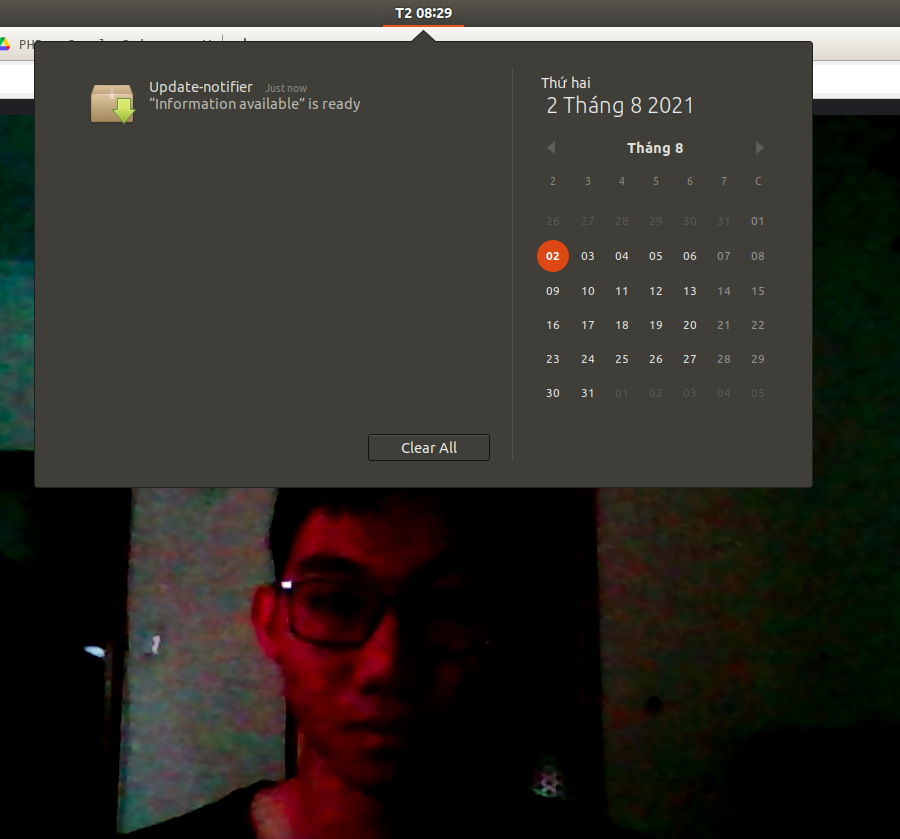 T2 08:29
Update-notifier Just now
“Information available” is ready
Clear All
Thứ hai
2 Tháng 8 2021
Tháng 8
2 3 4 5 6 7 C
26 27 28 29 30 31 01
02 03 04 05 06 07 08
09 10 11 12 13 14 15
16 17 18 19 20 21 22
23 24 25 26 27 28 29
30 31 01 02 03 04 05